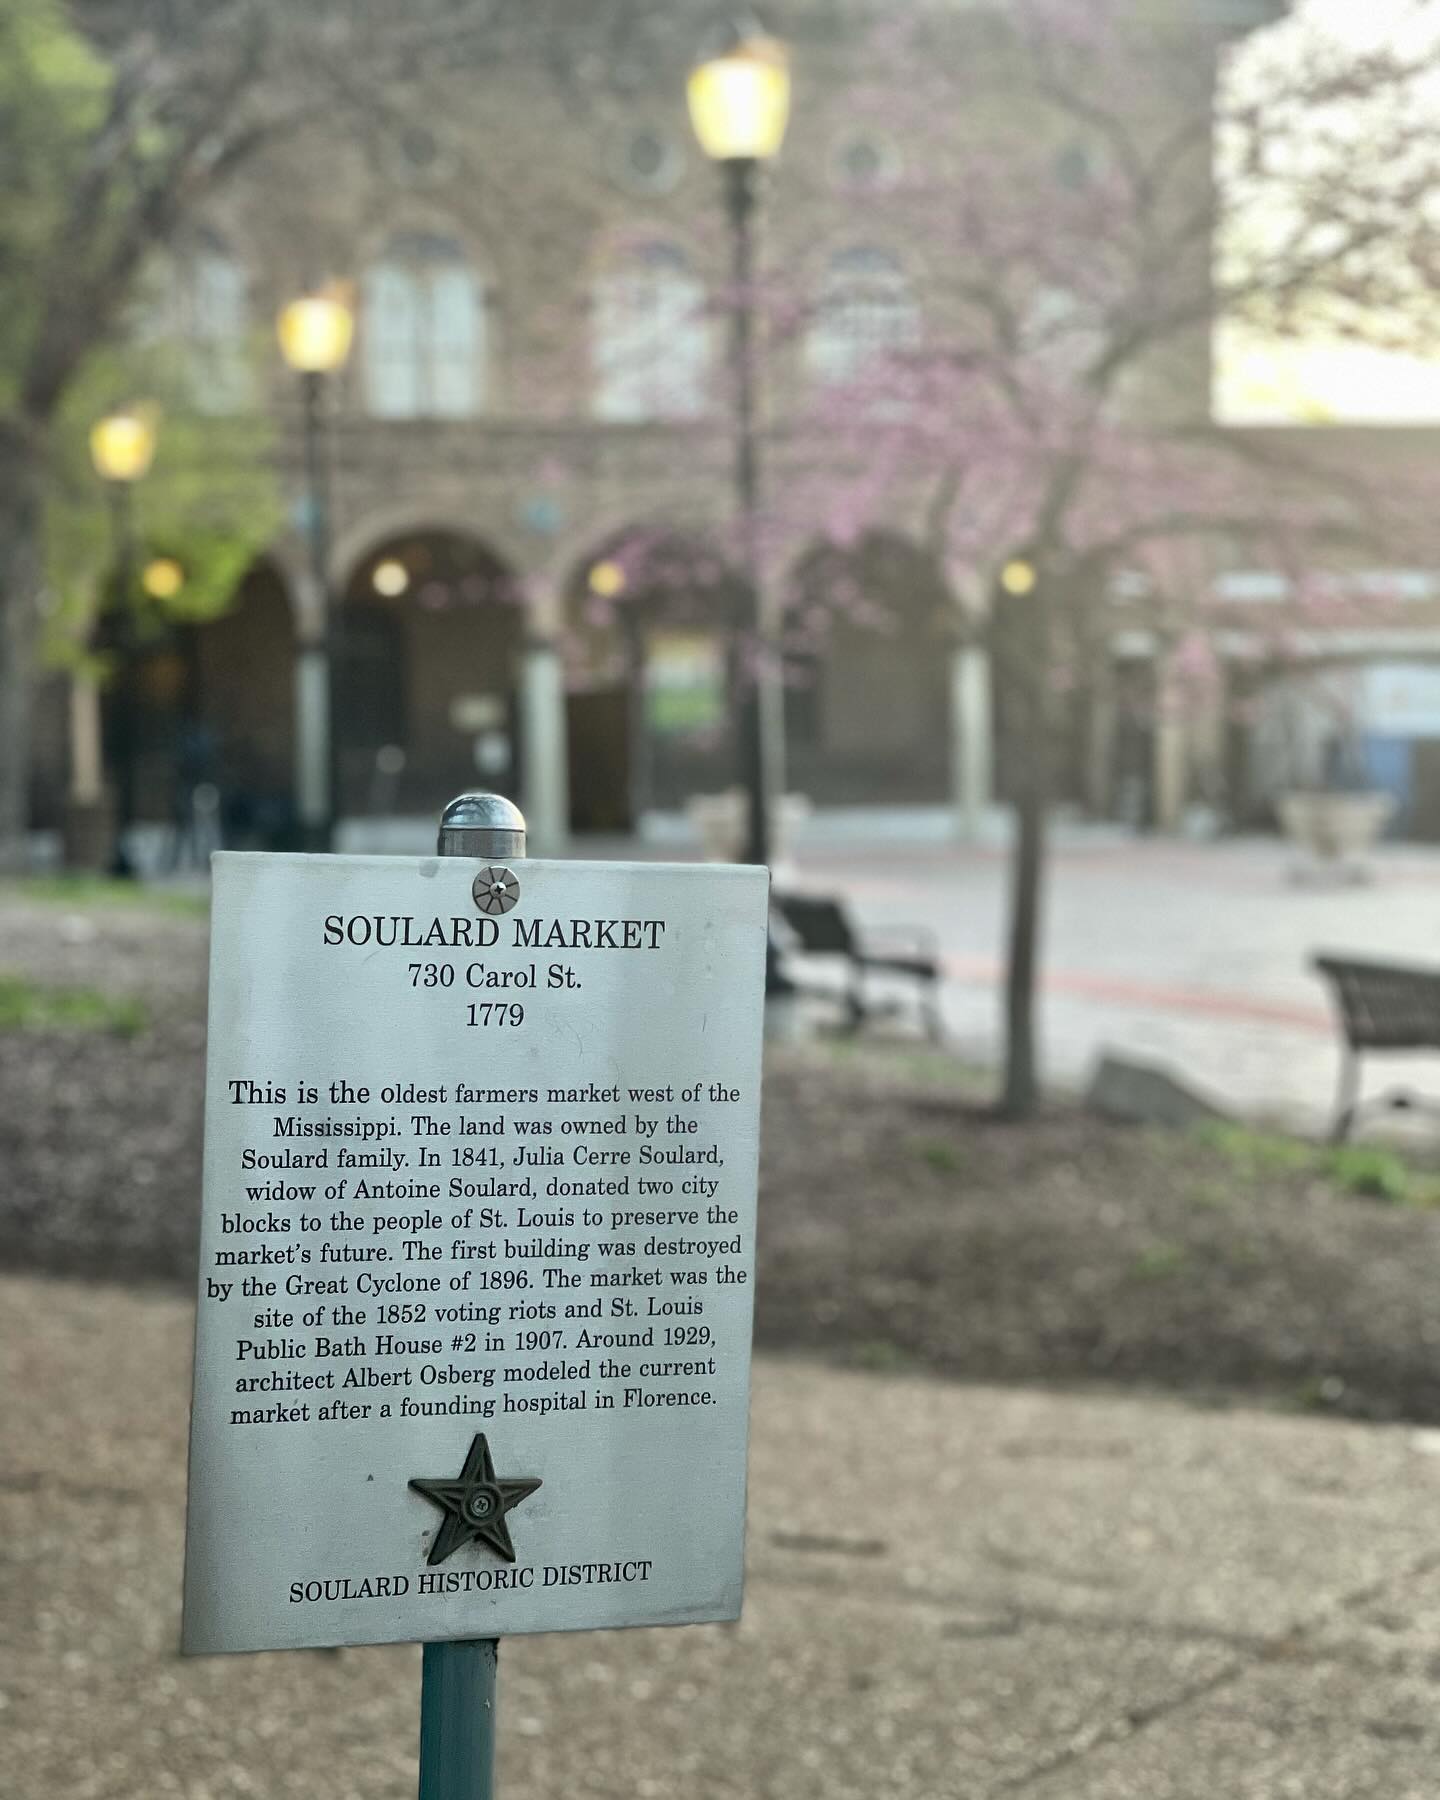 SOULARD MARKET
730 Carol St.
1779
This is the oldest farmers market west of the
Mississippi. The land was owned by the
Soulard family. In 1841, Julia Cerre Soulard,
widow of Antoine Soulard, donated two city
blocks to the people of St. Louis to preserve the
market's future. The first building was destroyed
by the Great Cyclone of 1896. The market was the
site of the 1852 voting riots and St. Louis
Public Bath House #2 in 1907. Around 1929,
architect Albert Osberg modeled the current
market after a founding hospital in Florence.
SOULARD HISTORIC DISTRICT